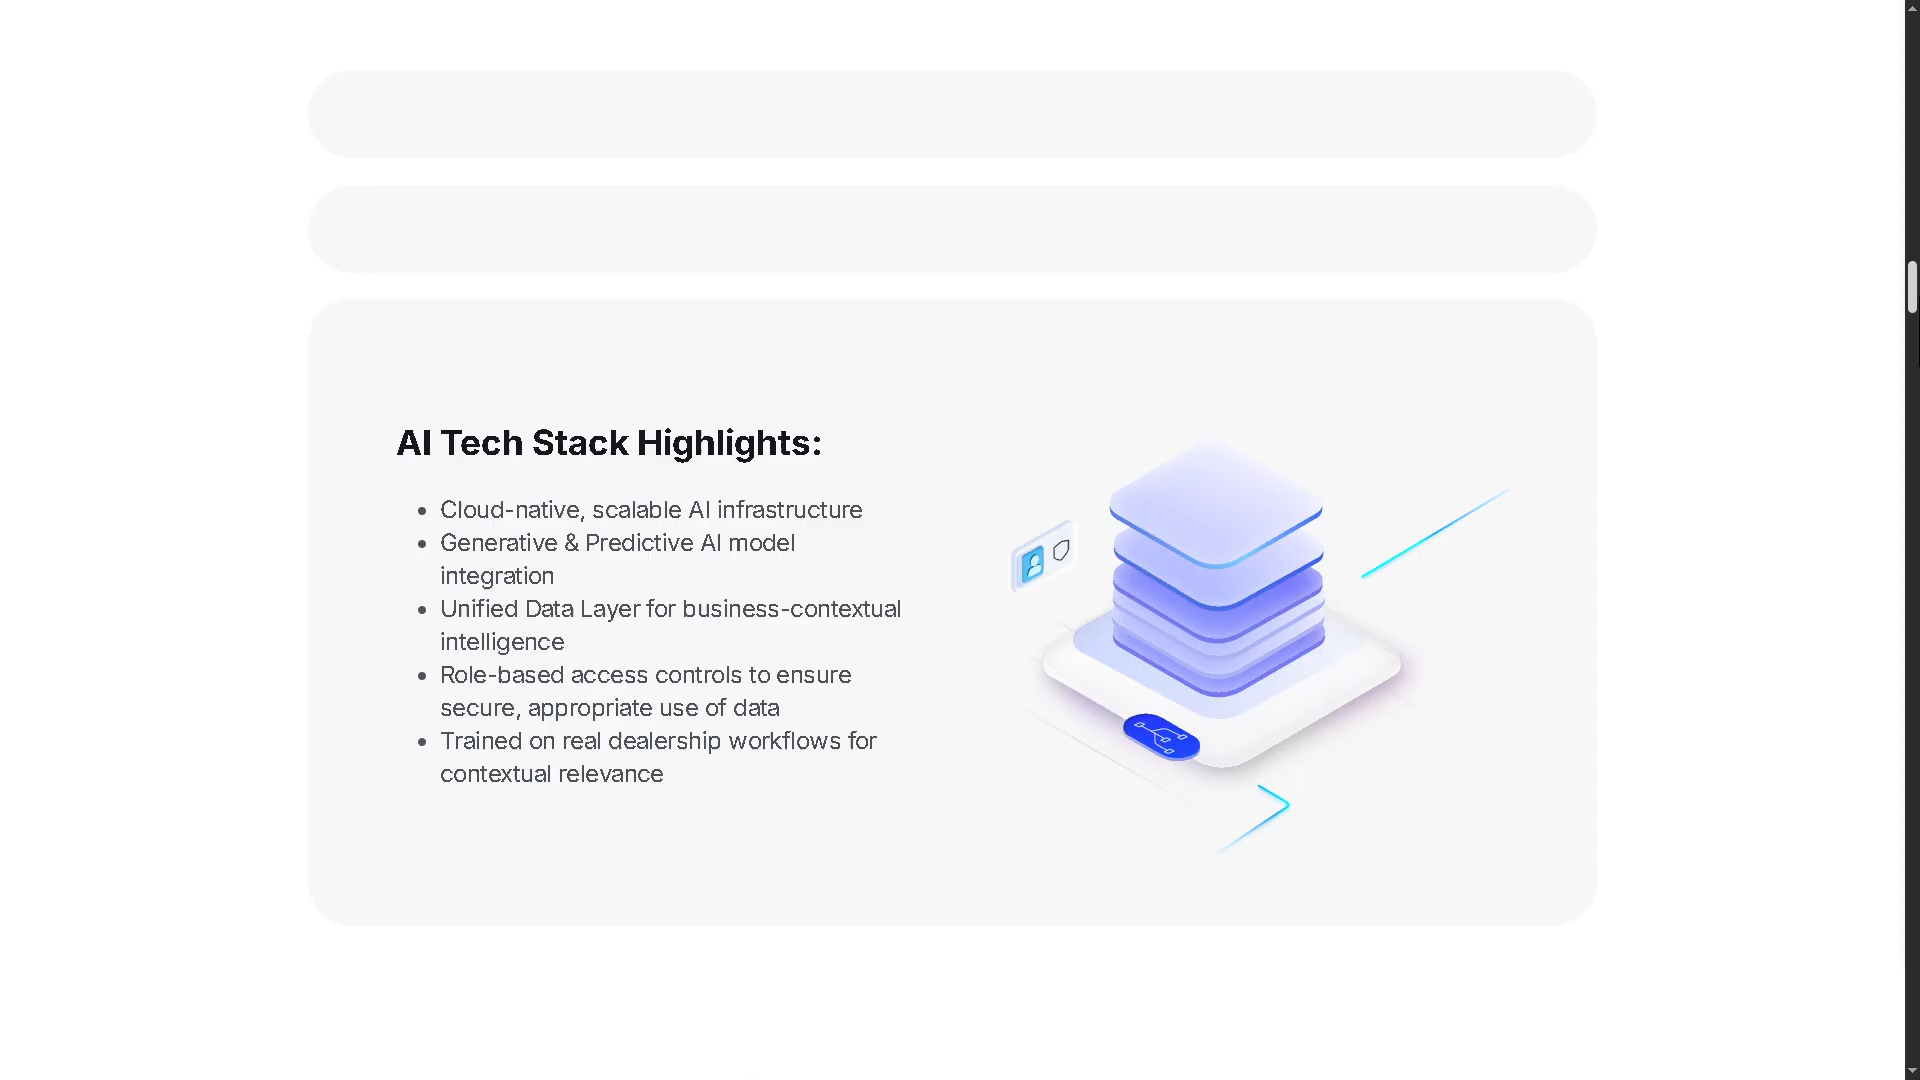 AI Tech Stack Highlights:
• Cloud-native, scalable AI infrastructure
• Generative & Predictive AI model
integration
• Unified Data Layer for business-contextual
intelligence
• Role-based access controls to ensure
secure, appropriate use of data
• Trained on real dealership workflows for
contextual relevance